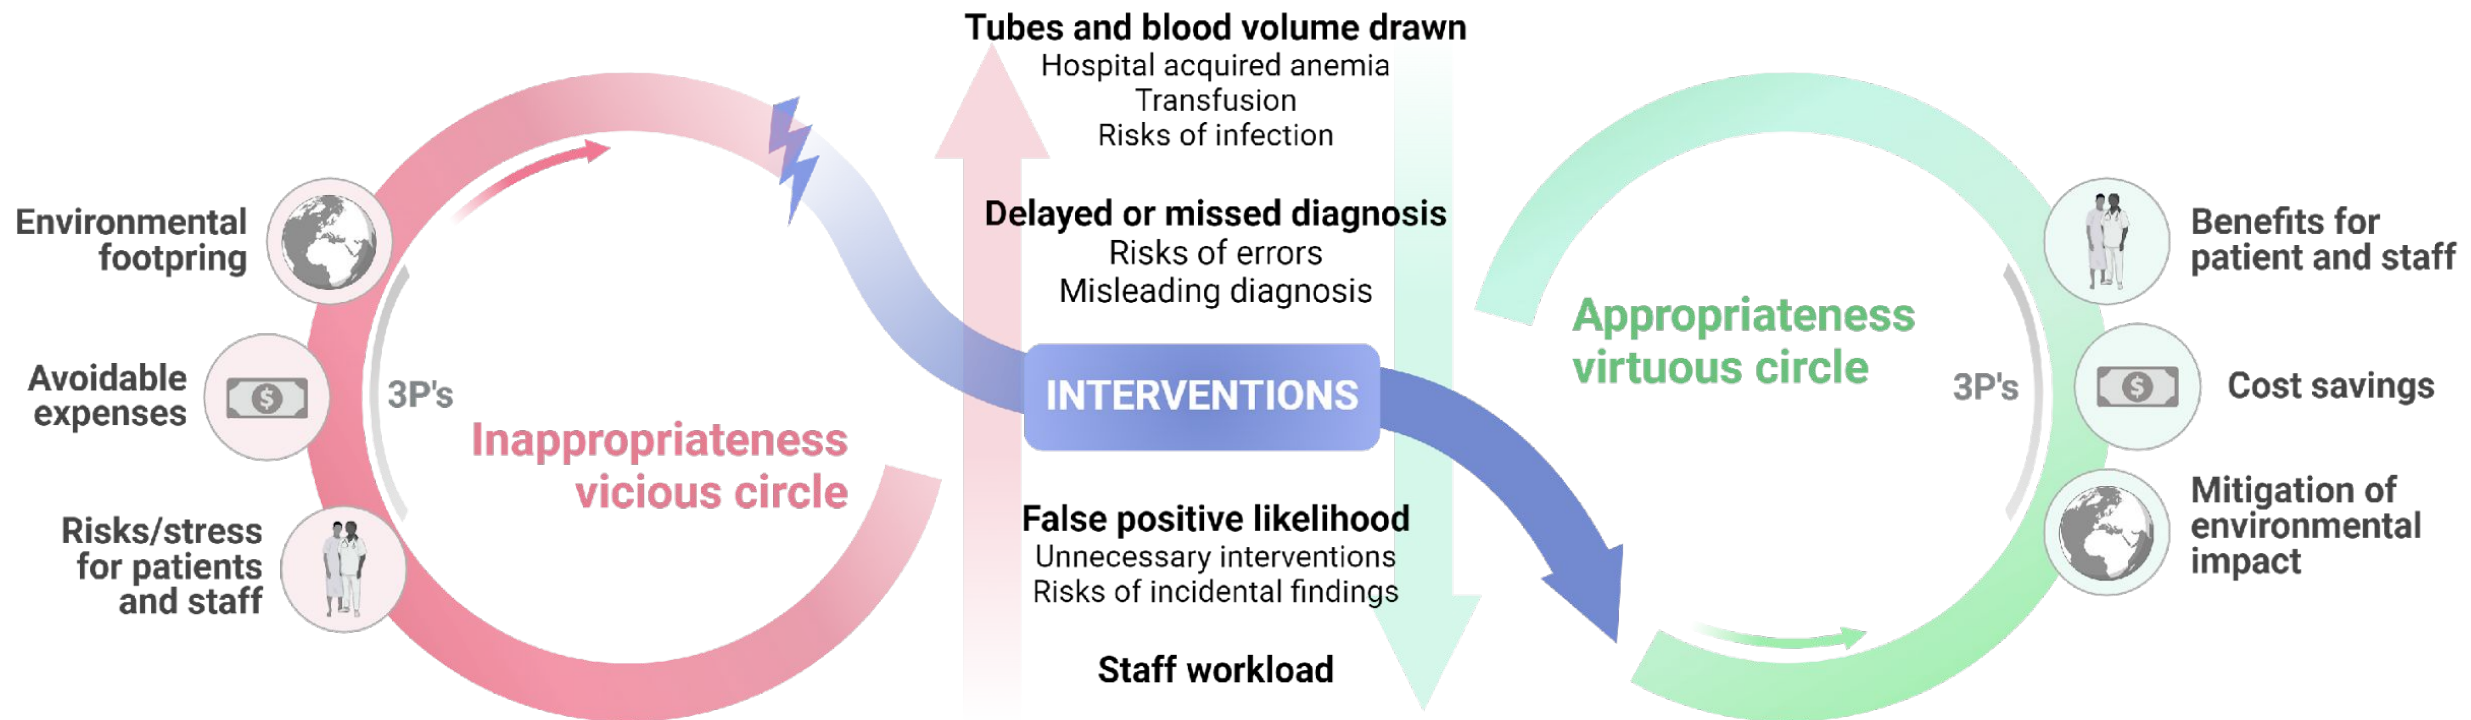 Environmental
footpring
Avoidable
expenses
Risks/stress
for patients
and staff
3P's
Inappropriateness
vicious circle
Tubes and blood volume drawn
Hospital acquired anemia
Transfusion
Risks of infection
Delayed or missed diagnosis
Risks of errors
Misleading diagnosis
INTERVENTIONS
False positive likelihood
Unnecessary interventions
Risks of incidental findings
Staff workload
Appropriateness
virtuous circle
3P's
Benefits for
patient and staff
Cost savings
Mitigation of
environmental
impact